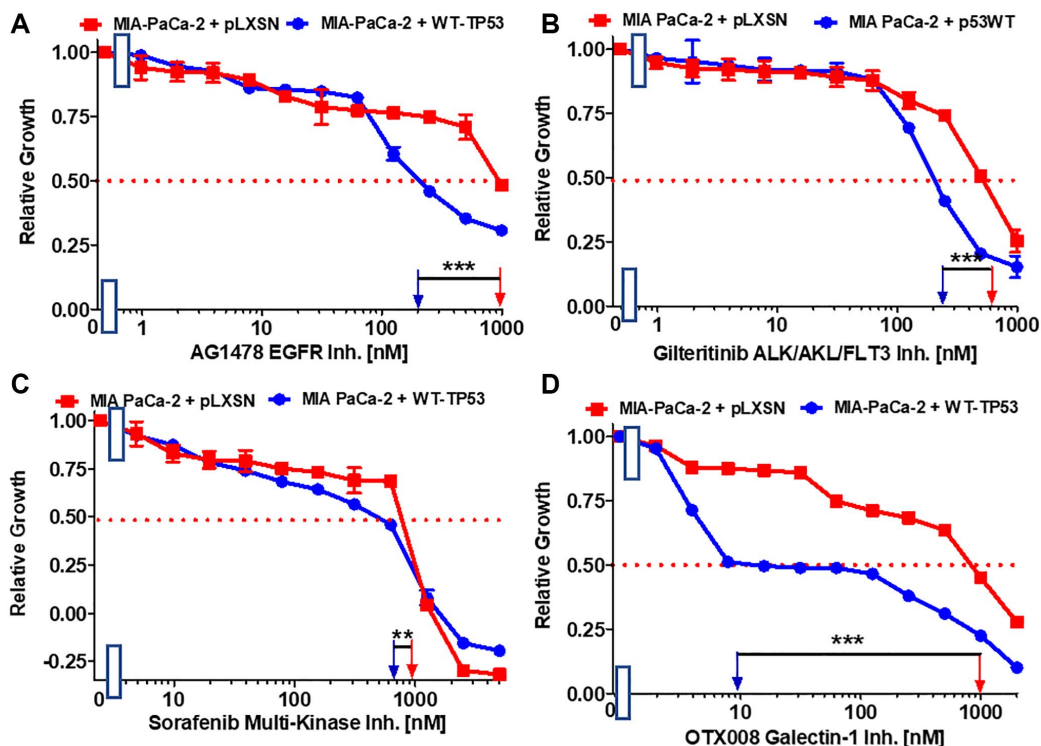 A
MIA-PaCa-2 + pLXSN MIA-PaCa-2 + WT-TP53
Relative Growth
1.00
0.75
0.50
0.25
0.00
***
0 1 10 100 1000
AG1478 EGFR Inh. [nM]
B
MIA PaCa-2 + pLXSN MIA PaCa-2 + p53WT
Relative Growth
1.00
0.75
0.50
0.25
0.00
***
0 1 10 100 1000
Gilteritinib ALK/AKL/FLT3 Inh. [nM]
C
MIA PaCa-2 + pLXSN MIA PaCa-2 + WT-TP53
Relative Growth
1.00
0.75
0.50
0.25
0.00
-0.25
**
0 10 100 1000
Sorafenib Multi-Kinase Inh. [nM]
D
MIA-PaCa-2 + pLXSN MIA-PaCa-2 + WT-TP53
Relative Growth
1.00
0.75
0.50
0.25
0.00
***
0 10 100 1000
OTX008 Galectin-1 Inh. [nM]